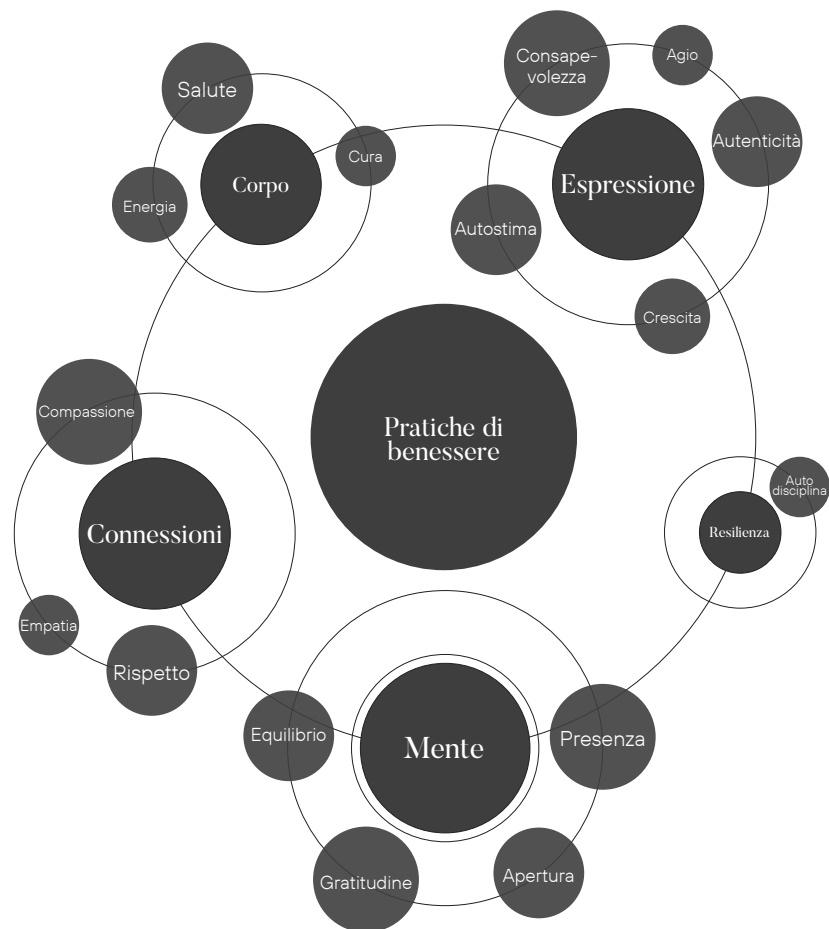 Consape-
volezza
Agio
Salute
Autenticità
Cura
Corpo
Espressione
Energia
Autostima
Crescita
Compassione
Pratiche di
benessere
Auto
disciplina
Connessioni
Resilienza
Empatia
Rispetto
Equilibrio
Mente
Presenza
Gratitudine
Apertura